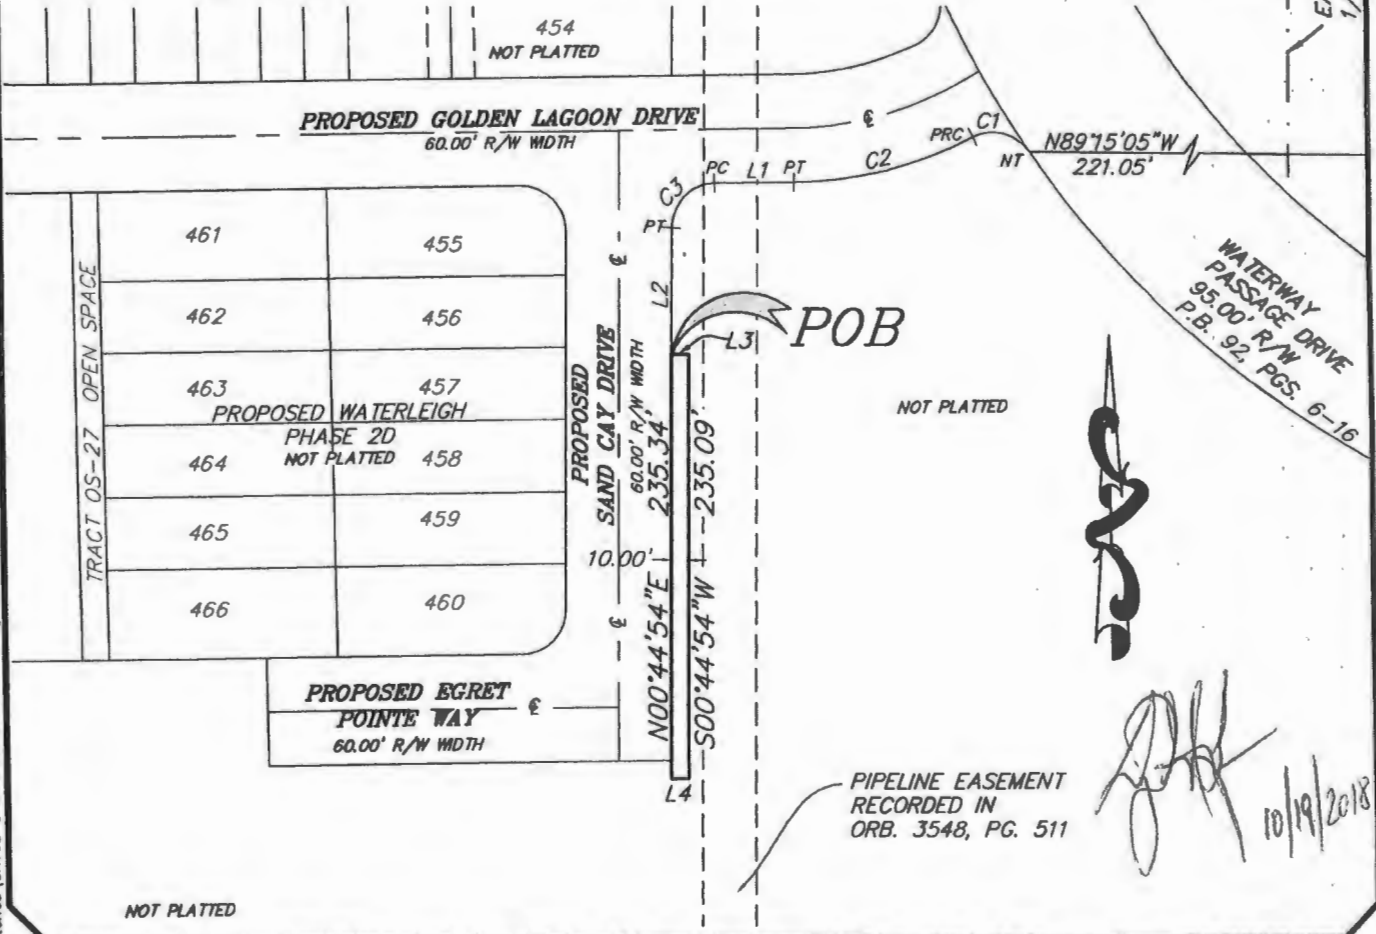 454
NOT PLATTED
PROPOSED GOLDEN LAGOON DRIVE
60.00' R/W WIDTH
℄
PRC
C1
NT
N89°15'05"W
221.05'
PC
L1
PT
C2
C3
PT
L2
461
455
462
456
463
457
PROPOSED WATERLEIGH
PHASE 2D
NOT PLATTED
464
458
465
459
466
460
TRACT OS-27 OPEN SPACE
PROPOSED
SAND CAY DRIVE
60.00' R/W WIDTH
℄
℄
L3
POB
235.34'
235.09'
10.00'
N00°44'54"E
S00°44'54"W
L4
NOT PLATTED
WATERWAY
PASSAGE DRIVE
95.00' R/W
P.B. 92, PGS. 6-16
PROPOSED EGRET
POINTE WAY
℄
60.00' R/W WIDTH
PIPELINE EASEMENT
RECORDED IN
ORB. 3548, PG. 511
10/19/2018
NOT PLATTED